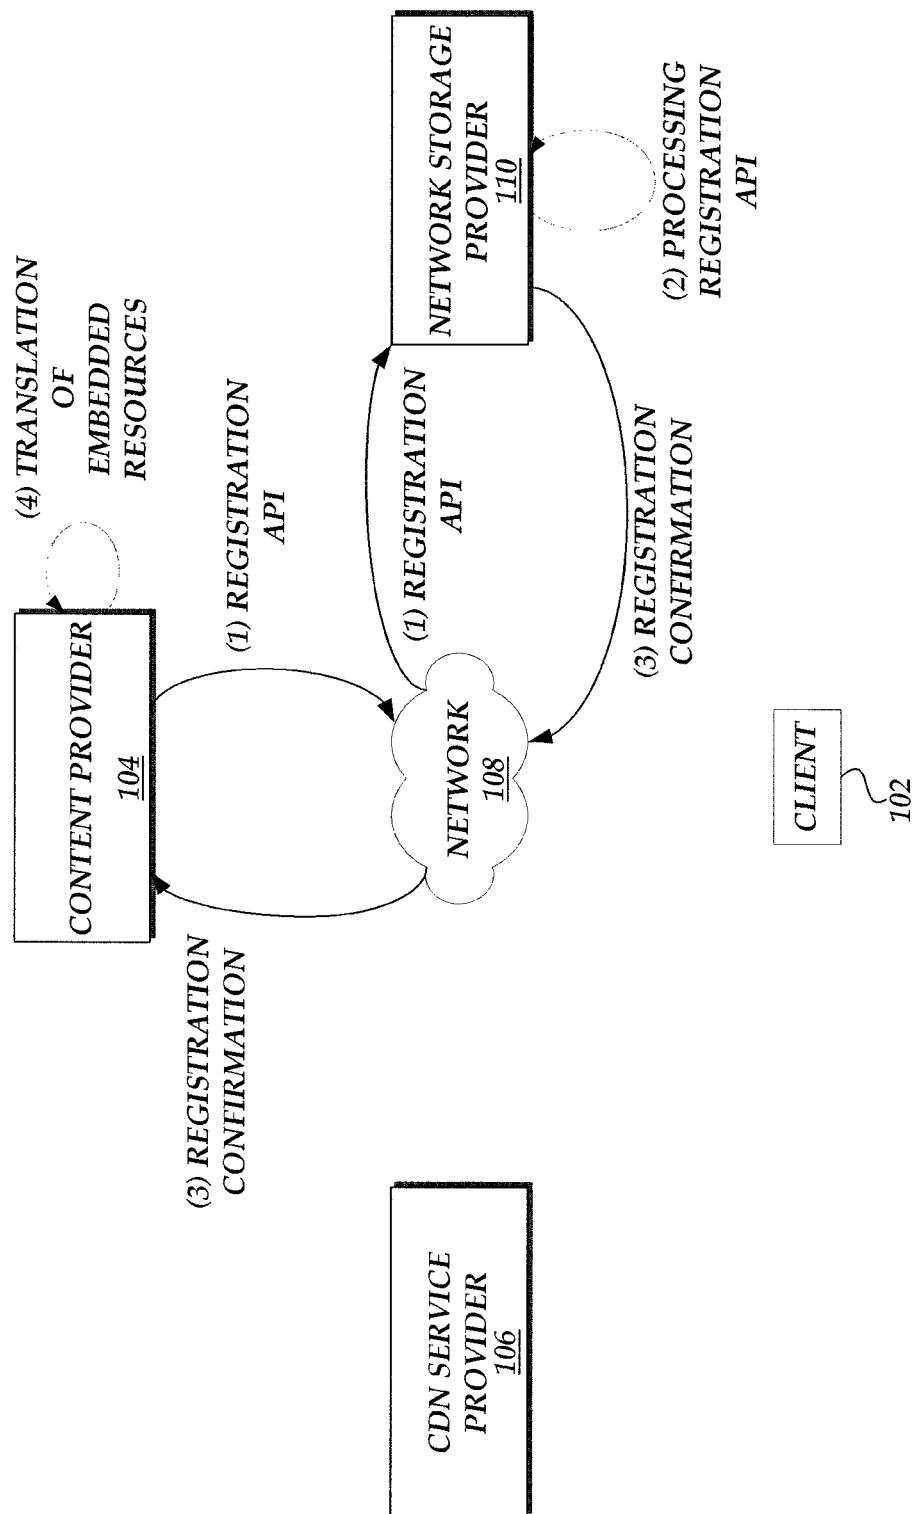 (4) TRANSLATION
OF
EMBEDDED
RESOURCES
CONTENT PROVIDER
104
(3) REGISTRATION
CONFIRMATION
(1) REGISTRATION
API
CDN SERVICE
PROVIDER
106
NETWORK
108
(1) REGISTRATION
API
NETWORK STORAGE
PROVIDER
110
(3) REGISTRATION
CONFIRMATION
(2) PROCESSING
REGISTRATION
API
CLIENT
102